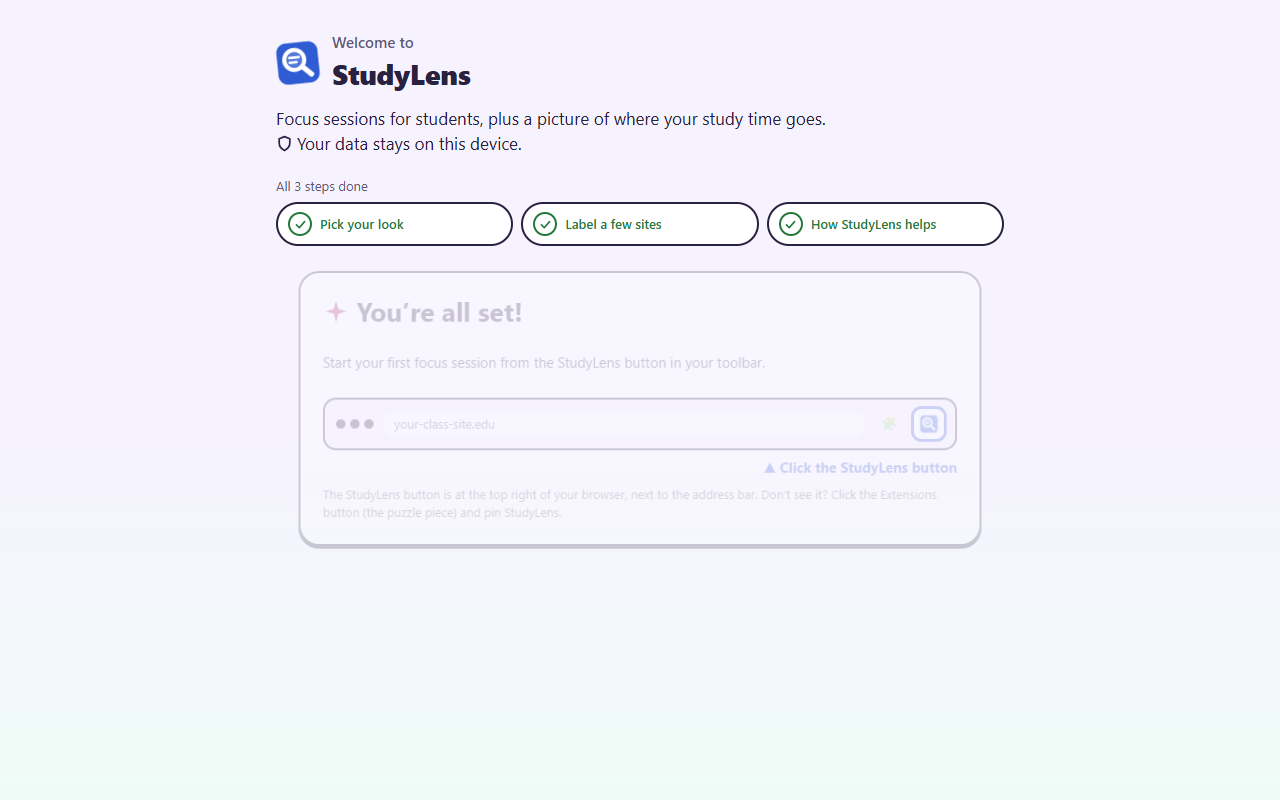 Welcome to
StudyLens
Focus sessions for students, plus a picture of where your study time goes.
Your data stays on this device.
All 3 steps done
Pick your look
Label a few sites
How StudyLens helps
You’re all set!
Start your first focus session from the StudyLens button in your toolbar.
your-class-site.edu
▲ Click the StudyLens button
The StudyLens button is at the top right of your browser, next to the address bar. Don't see it? Click the Extensions
button (the puzzle piece) and pin StudyLens.